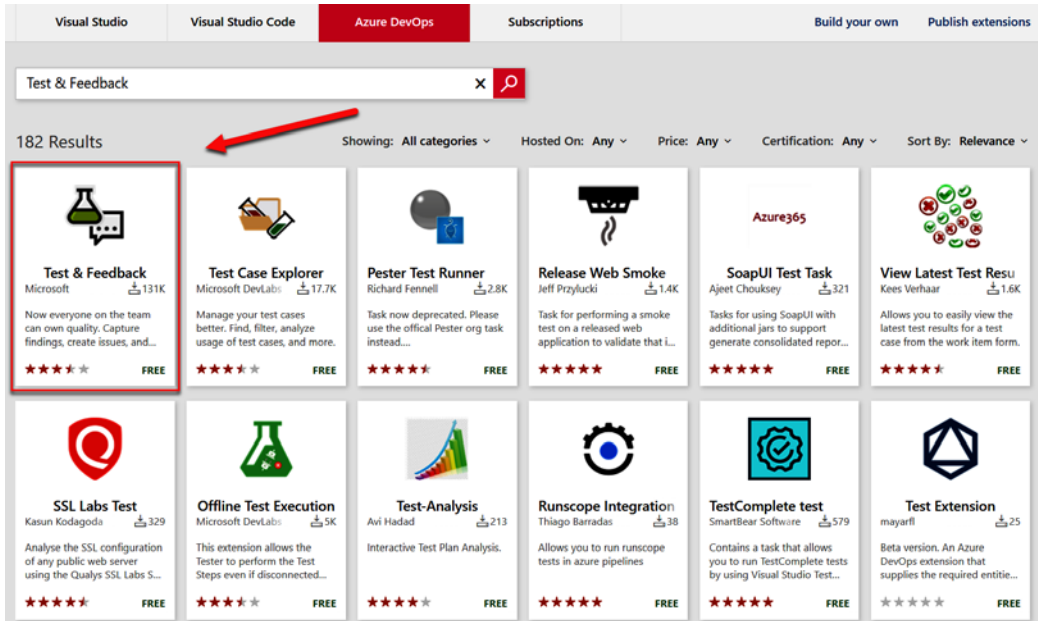 Visual Studio
Visual Studio Code
Azure DevOps
Subscriptions
Build your own
Publish extensions
Test & Feedback
182 Results
Showing: All categories
Hosted On: Any
Price: Any
Certification: Any
Sort By: Relevance
Test & Feedback
Microsoft 131K
Now everyone on the team
can own quality. Capture
findings, create issues, and...
FREE
Test Case Explorer
Microsoft DevLabs 17.7K
Manage your test cases
better. Find, filter, analyze
usage of test cases, and more.
FREE
Pester Test Runner
Richard Fennell 2.8K
Task now deprecated. Please
use the offical Pester org task
instead....
FREE
Release Web Smoke
Jeff Przylucki 1.4K
Task for performing a smoke
test on a released web
application to validate that i...
FREE
Azure365
SoapUI Test Task
Ajeet Chouksey 321
Tasks for using SoapUI with
additional jars to support
generate consolidated repor...
FREE
View Latest Test Resu
Kees Verhaar 1.6K
Allows you to easily view the
latest test results for a test
case from the work item form.
FREE
SSL Labs Test
Kasun Kodagoda 329
Analyse the SSL configuration
of any public web server
using the Qualys SSL Labs S...
FREE
Offline Test Execution
Microsoft DevLabs 5K
This extension allows the
Tester to perform the Test
Steps even if disconnected...
FREE
Test-Analysis
Avi Hadad 213
Interactive Test Plan Analysis.
FREE
Runscope Integration
Thiago Barradas 38
Allows you to run runscope
tests in azure pipelines
FREE
TestComplete test
SmartBear Software 579
Contains a task that allows
you to run TestComplete tests
by using Visual Studio Test...
FREE
Test Extension
mayarfl 25
Beta version. An Azure
DevOps extension that
supplies the required entitie...
FREE